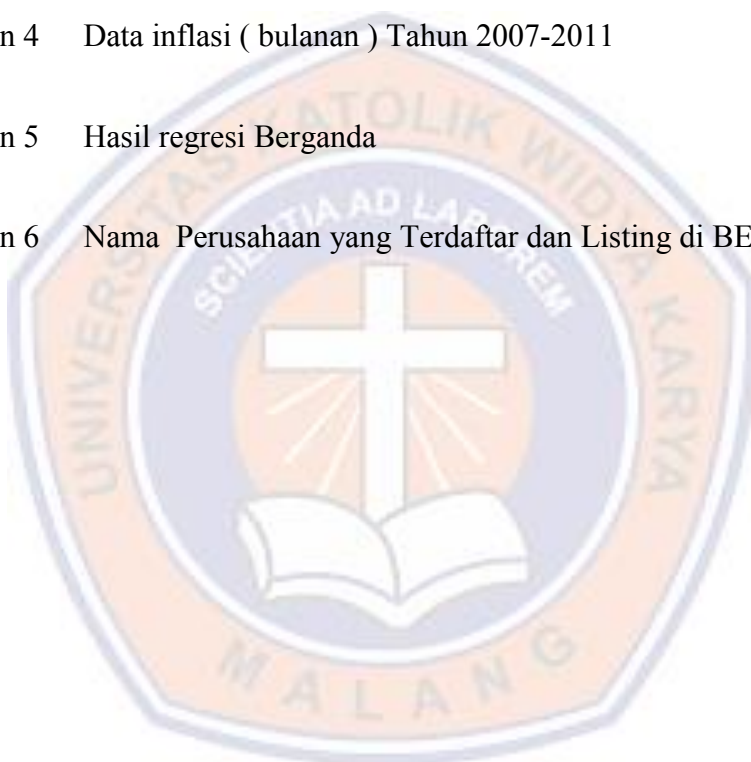 n 4 Data inflasi ( bulanan ) Tahun 2007-2011
n 5 Hasil regresi Berganda
n 6 Nama Perusahaan yang Terdaftar dan Listing di BE
UNIVERSITAS KATOLIK WIDYA KARYA
SCIENTIA AD LABOREM
MALANG